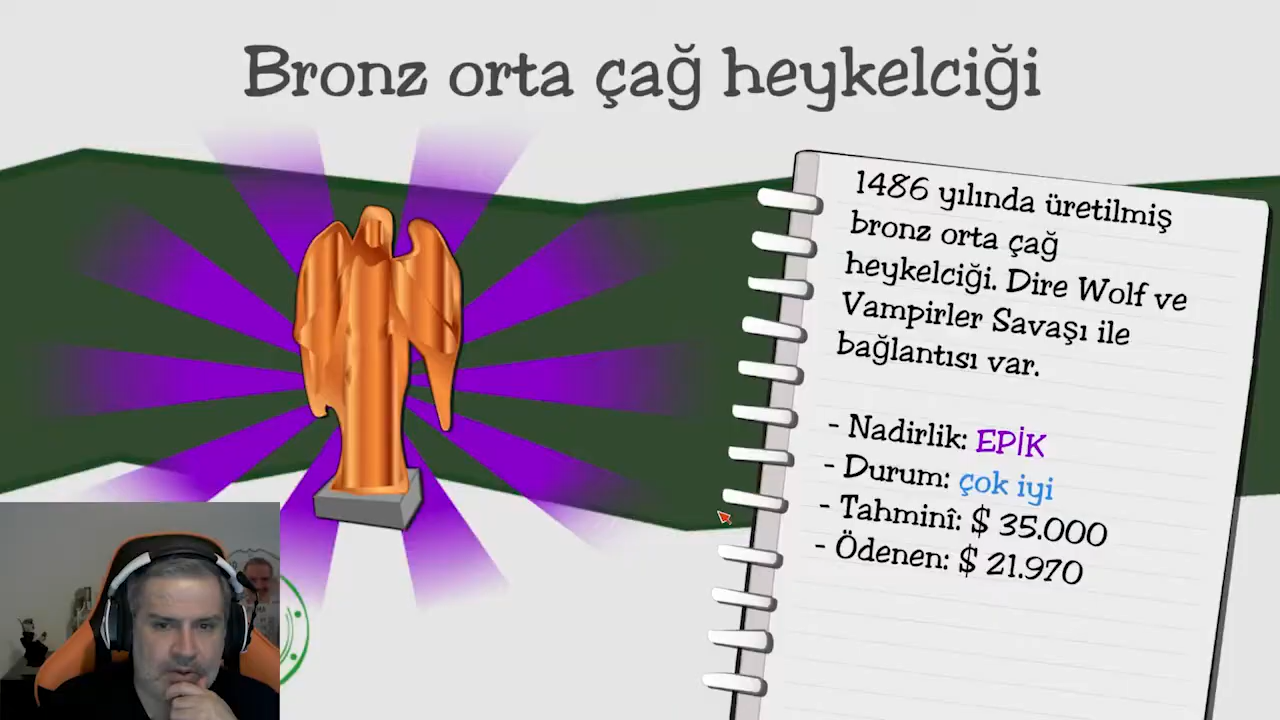 Bronz orta çağ heykelciği
1486 yılında üretilmiş
bronz orta çağ
heykelciği. Dire Wolf ve
Vampirler Savaşı ile
bağlantısı var.
- Nadirlik: EPİK
- Durum: çok iyi
- Tahminî: $ 35.000
- Ödenen: $ 21.970